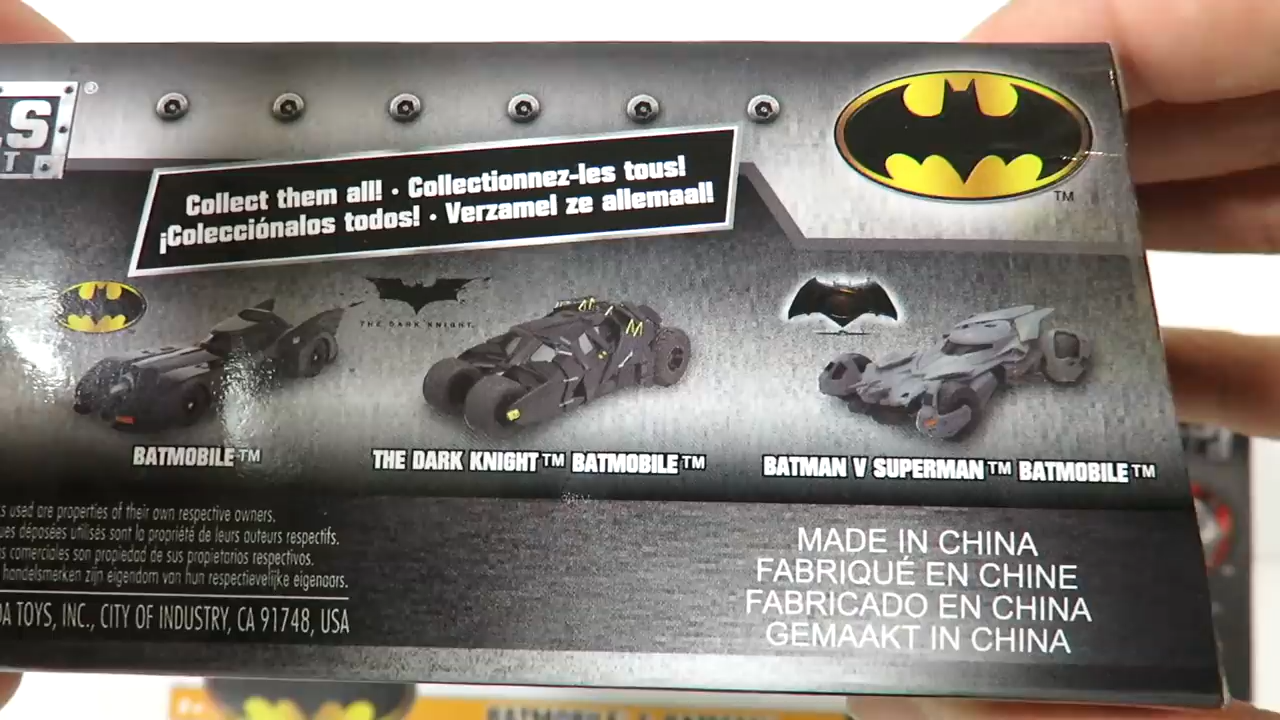 LS
®
T
Collect them all! · Collectionnez-les tous!
¡Colecciónalos todos! · Verzamel ze allemaal!
TM
THE DARK KNIGHT
BATMOBILE™
THE DARK KNIGHT™ BATMOBILE™
BATMAN V SUPERMAN™ BATMOBILE™
s used are properties of their own respective owners.
ues déposées utilisés sont la propriété de leurs auteurs respectifs.
s comerciales son propiedad de sus propietarios respectivos.
handelsmerken zijn eigendom van hun respectievelijke eigenaars.
DA TOYS, INC., CITY OF INDUSTRY, CA 91748, USA
MADE IN CHINA
FABRIQUÉ EN CHINE
FABRICADO EN CHINA
GEMAAKT IN CHINA